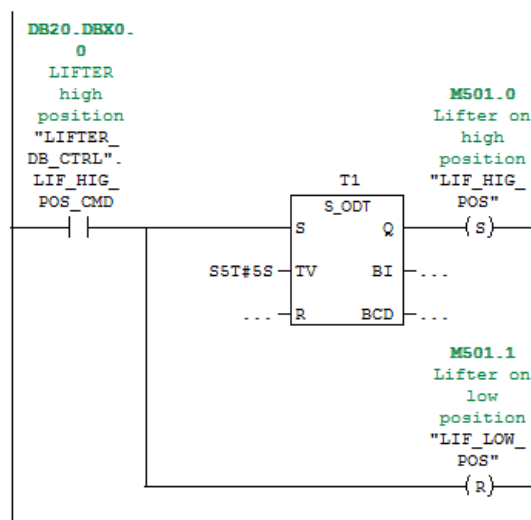 DB20.DBX0.
0
LIFTER
high
position
"LIFTER_
DB_CTRL".
LIF_HIG_
POS_CMD
M501.0
Lifter on
high
position
"LIF_HIG_
POS"
T1
S_ODT
S Q
(S)
S5T#5S TV BI ...
... R BCD ...
M501.1
Lifter on
low
position
"LIF_LOW_
POS"
(R)